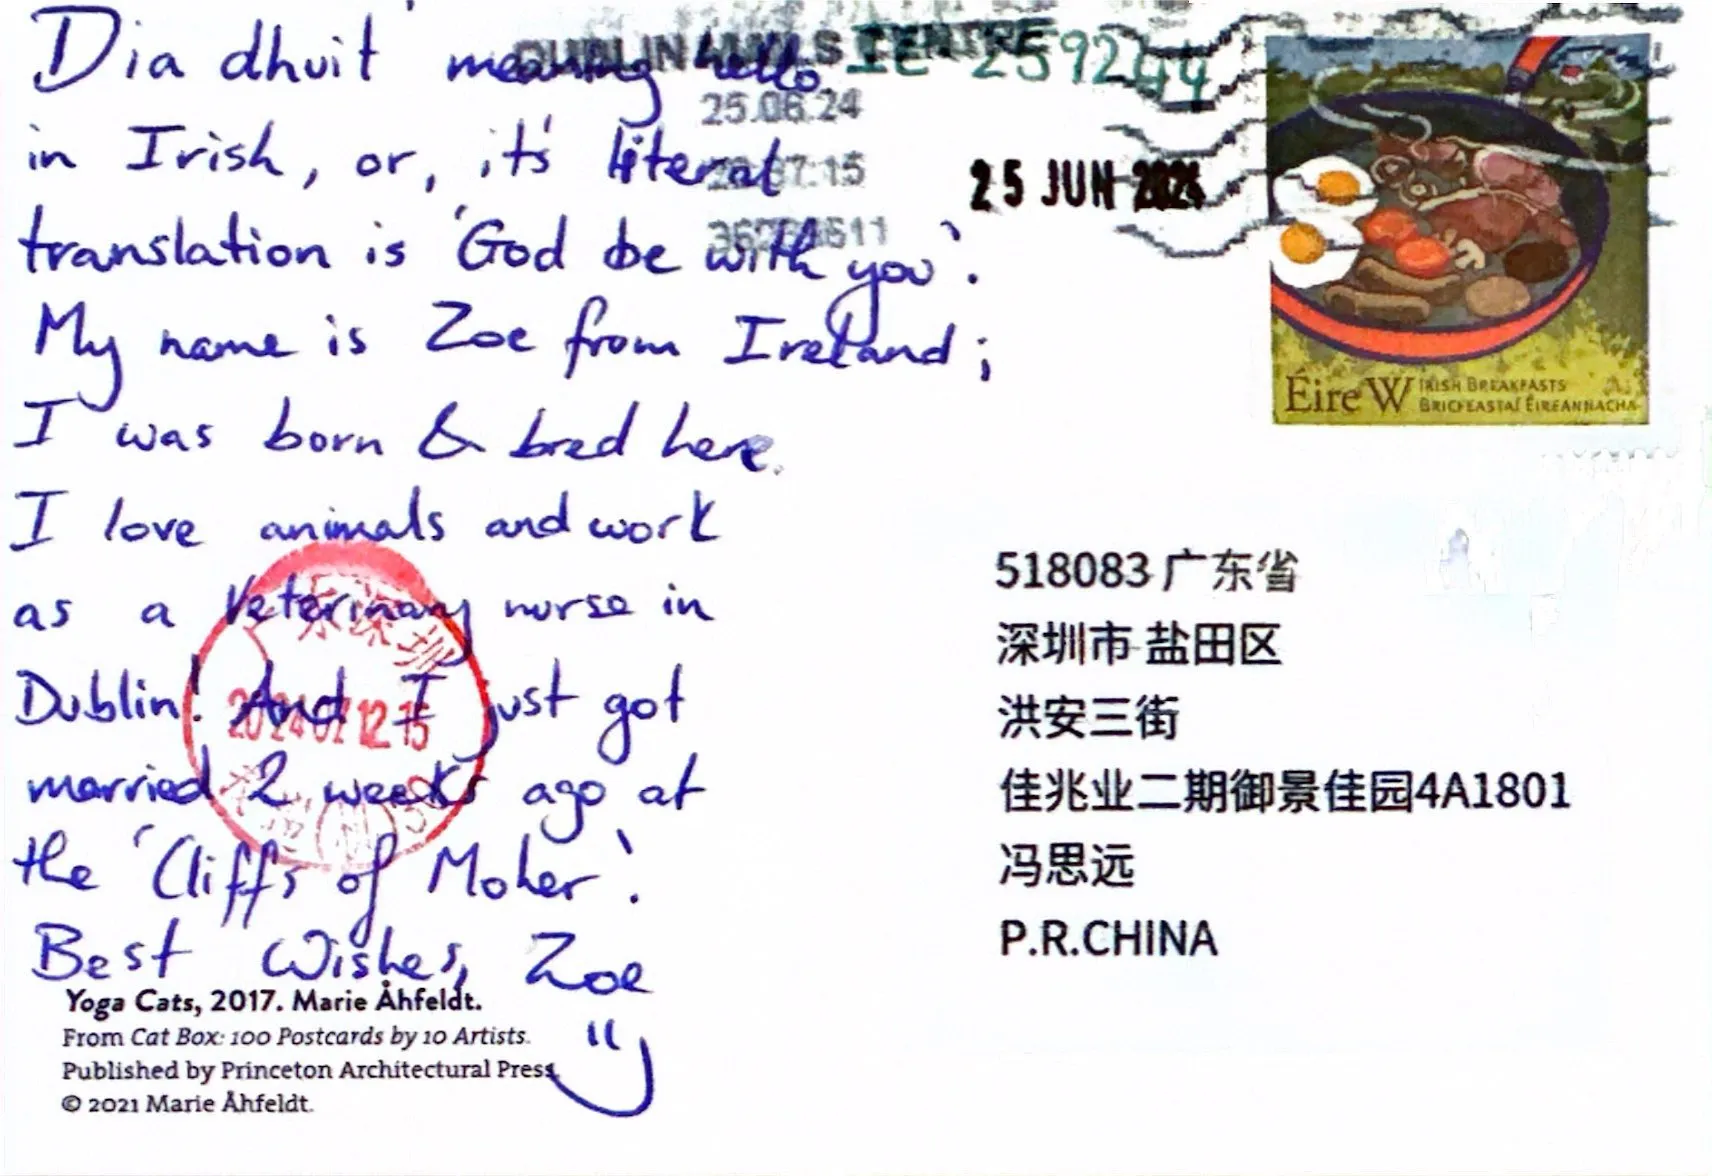 Dia dhuit' meaning hello
in Irish, or, it's literal
translation is 'God be with you'.
My name is Zoe from Ireland;
I was born & bred here.
I love animals and work
as a veterinary nurse in
Dublin! And I just got
married 2 weeks ago at
the 'Cliffs of Moher'.
Best Wishes, Zoe
Yoga Cats, 2017. Marie Åhfeldt.
From Cat Box: 100 Postcards by 10 Artists.
Published by Princeton Architectural Press.
© 2021 Marie Åhfeldt.
DUBLIN MAILS CENTRE
25.06.24
IE-259244
25 JUN 2024
Éire W
IRISH BREAKFASTS
BRICFEASTAÍ ÉIREANNACHA
518083 广东省
深圳市 盐田区
洪安三街
佳兆业二期御景佳园4A1801
冯思远
P.R.CHINA